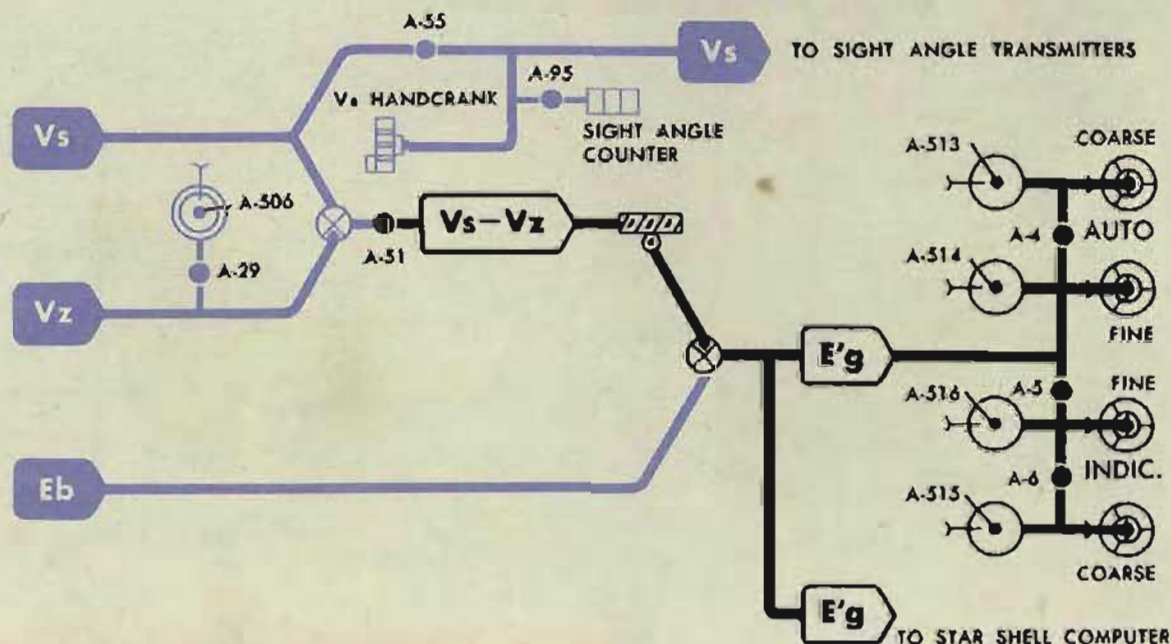 A-55
Vs
TO SIGHT ANGLE TRANSMITTERS
A-95
Vs HANDCRANK
SIGHT ANGLE
COUNTER
Vs
A-506
A-29
Vs-Vz
A-51
Vz
A-513
COARSE
A-4
AUTO
A-514
FINE
E'g
A-5
FINE
A-516
A-6
INDIC.
A-515
COARSE
Eb
E'g
TO STAR SHELL COMPUTER